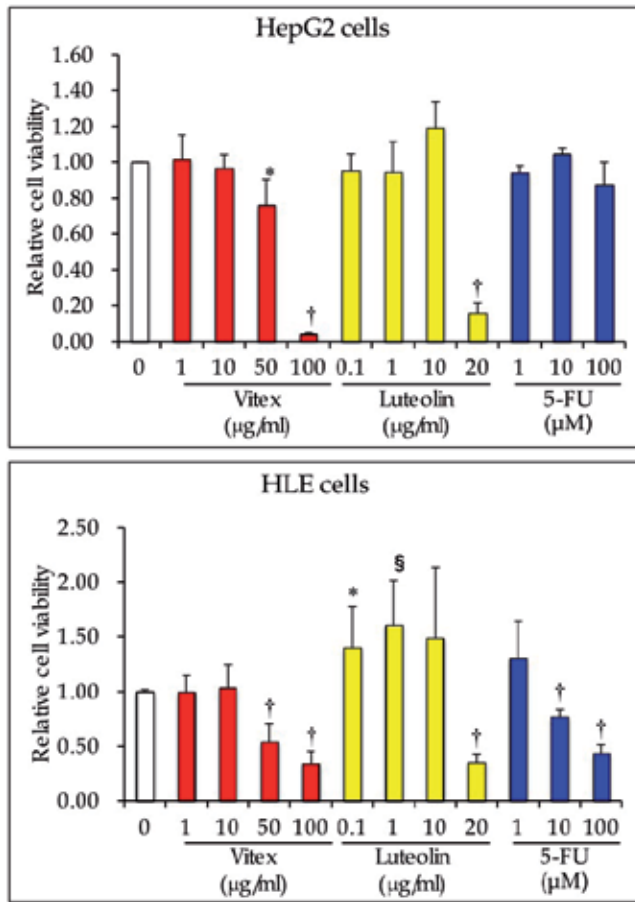 HepG2 cells
Relative cell viability
1.60
1.40
1.20
1.00
0.80
0.60
0.40
0.20
0.00
* † †
0 1 10 50 100 0.1 1 10 20 1 10 100
Vitex Luteolin 5-FU
(µg/ml) (µg/ml) (µM)
HLE cells
Relative cell viability
2.50
2.00
1.50
1.00
0.50
0.00
† † * § † † †
0 1 10 50 100 0.1 1 10 20 1 10 100
Vitex Luteolin 5-FU
(µg/ml) (µg/ml) (µM)